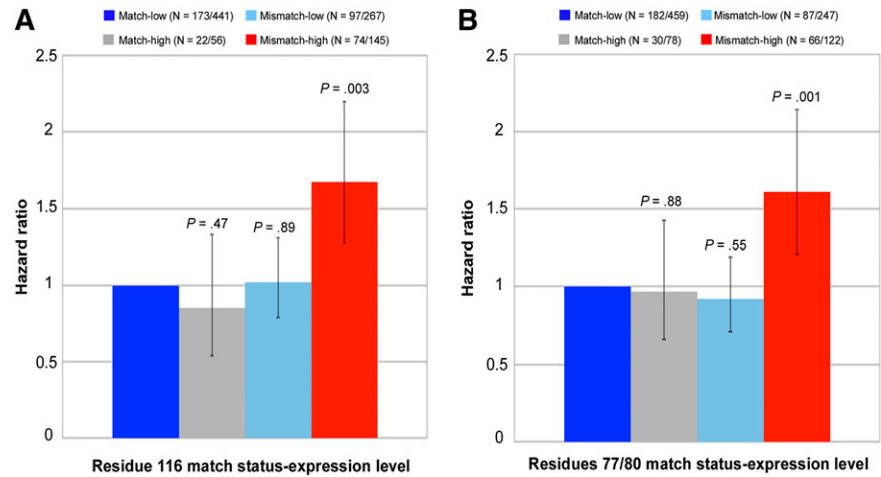 A
Match-low (N = 173/441) Mismatch-low (N = 97/267)
Match-high (N = 22/56) Mismatch-high (N = 74/145)
2.5
2
1.5
1
0.5
0
Hazard ratio
P = .47
P = .89
P = .003
Residue 116 match status-expression level
B
Match-low (N = 182/459) Mismatch-low (N = 87/247)
Match-high (N = 30/78) Mismatch-high (N = 66/122)
2.5
2
1.5
1
0.5
0
Hazard ratio
P = .88
P = .55
P = .001
Residues 77/80 match status-expression level